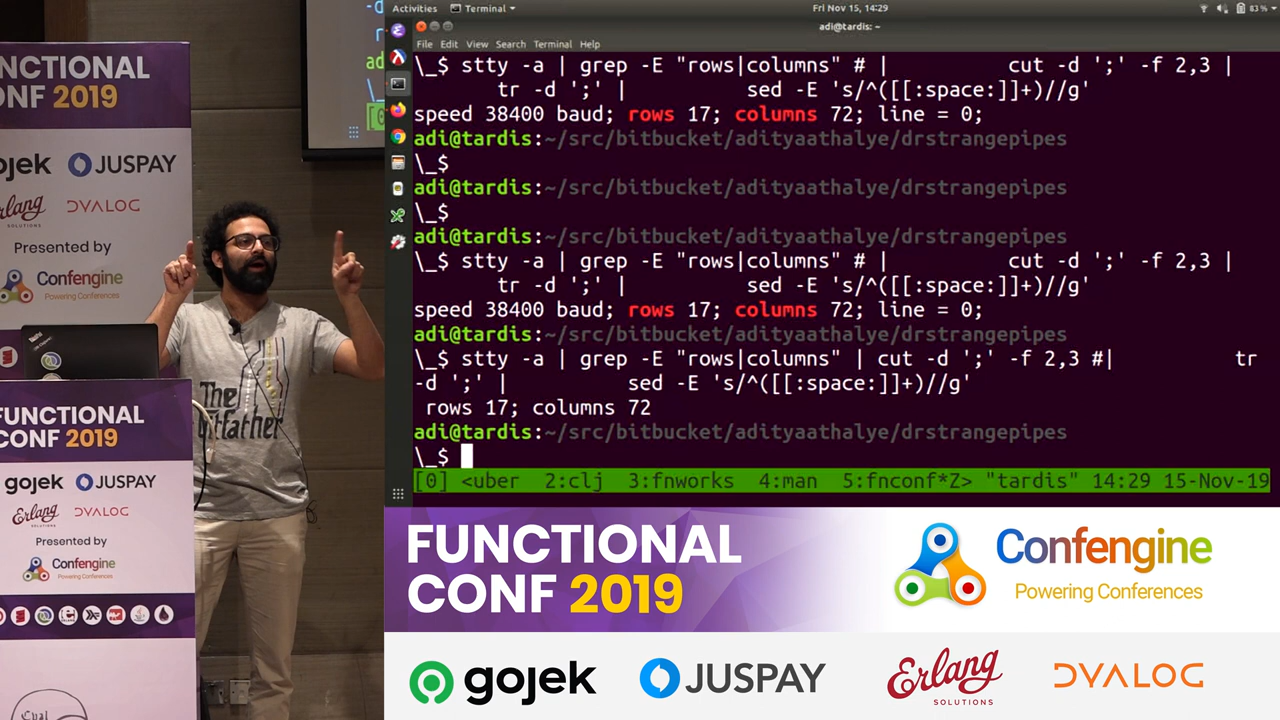 NCTIONAL
NF 2019
ojek JUSPAY
rlang
SOLUTIONS
DYALOG
Presented by
Confengine
Powering Conferences
The
FUNCTIONAL
CONF 2019
gojek JUSPAY
Erlang
SOLUTIONS
DYALOG
Presented by
Confengine
Powering Conferences
Activities Terminal Fri Nov 15, 14:29 83 %
adi@tardis: ~
File Edit View Search Terminal Help
\_$ stty -a | grep -E "rows|columns" # | cut -d ';' -f 2,3 |
tr -d ';' | sed -E 's/^([[:space:]]+)//g'
speed 38400 baud; rows 17; columns 72; line = 0;
adi@tardis:~/src/bitbucket/adityaathalye/drstrangepipes
\_$
adi@tardis:~/src/bitbucket/adityaathalye/drstrangepipes
\_$
adi@tardis:~/src/bitbucket/adityaathalye/drstrangepipes
\_$ stty -a | grep -E "rows|columns" # | cut -d ';' -f 2,3 |
tr -d ';' | sed -E 's/^([[:space:]]+)//g'
speed 38400 baud; rows 17; columns 72; line = 0;
adi@tardis:~/src/bitbucket/adityaathalye/drstrangepipes
\_$ stty -a | grep -E "rows|columns" | cut -d ';' -f 2,3 #| tr
-d ';' | sed -E 's/^([[:space:]]+)//g'
rows 17; columns 72
adi@tardis:~/src/bitbucket/adityaathalye/drstrangepipes
\_$
[0] <uber 2:clj 3:fnworks 4:man 5:fnconf*Z> "tardis" 14:29 15-Nov-19
FUNCTIONAL
CONF 2019
Confengine
Powering Conferences
gojek JUSPAY Erlang
SOLUTIONS
DYALOG